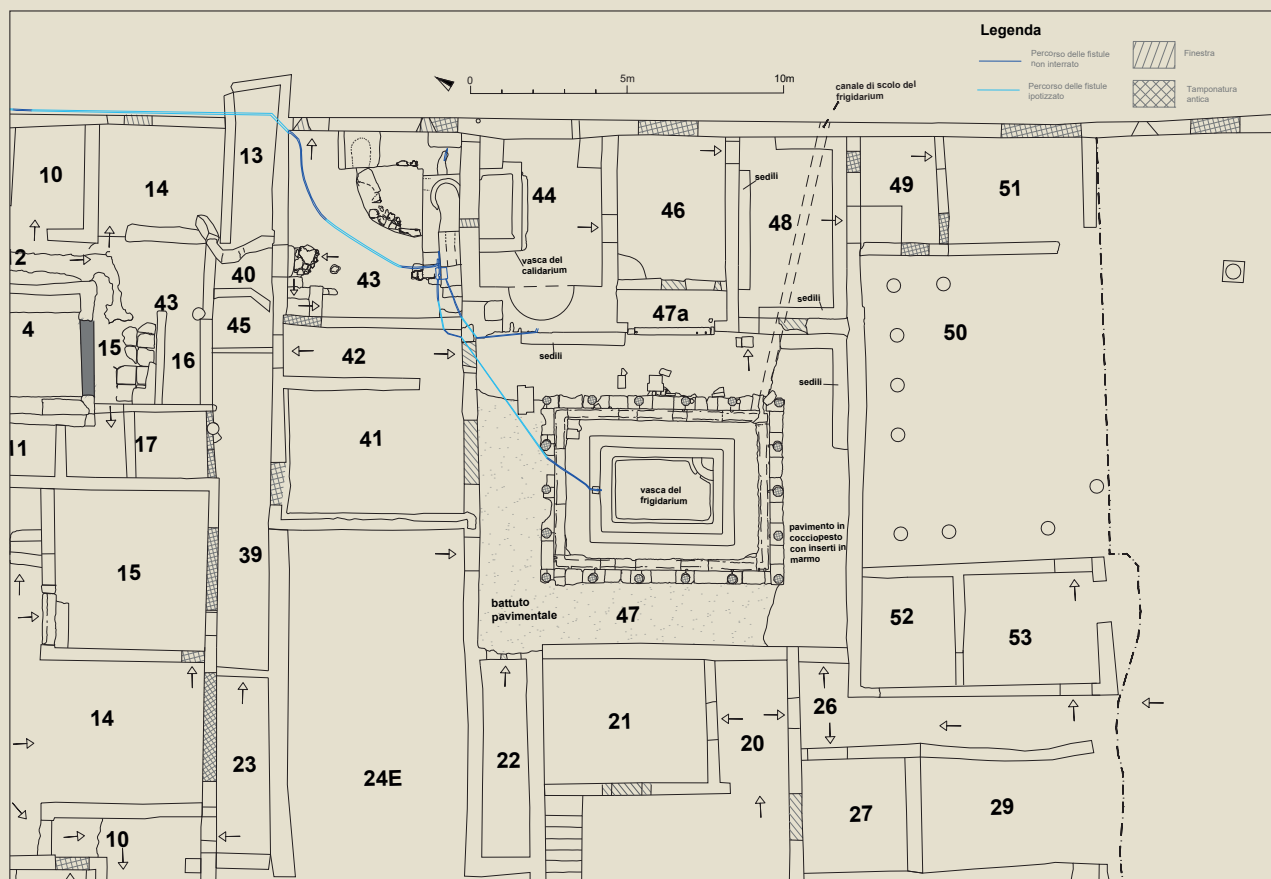 Legenda
Percorso delle fistule
non interrato
Finestra
Percorso delle fistule
ipolizzato
Tamponatura
antica
0
5m
10m
canale di scolo del
frigidarium
10
14
13
44
46
sedili
48
49
51
12
40
43
vasca del
calidarium
43
45
47a
sedili
50
4
15
16
42
sedili
sedili
11
17
41
vasca del
frigidarium
39
pavimento in
cocciopesto
con inserti in
marmo
15
battuto
pavimentale
47
52
53
14
23
24E
22
21
20
26
27
29
10